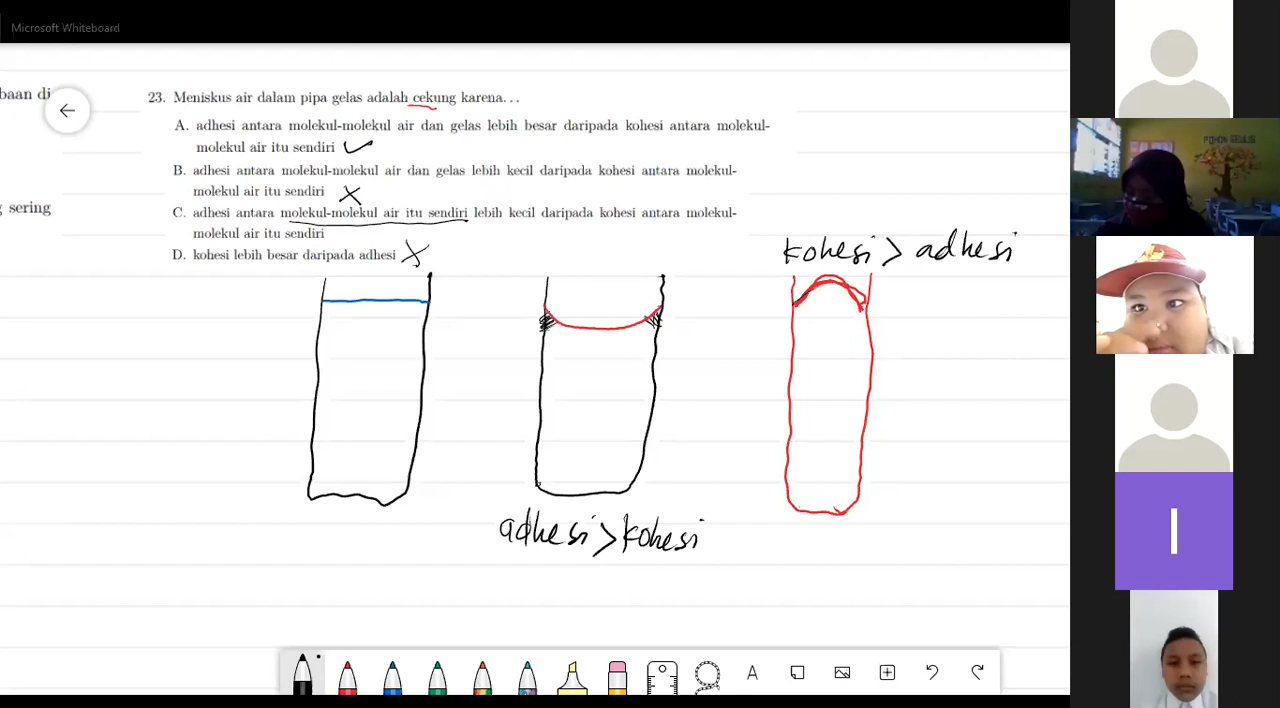 Microsoft Whiteboard
baan di
23. Meniskus air dalam pipa gelas adalah cekung karena...
A. adhesi antara molekul-molekul air dan gelas lebih besar daripada kohesi antara molekul-
molekul air itu sendiri
B. adhesi antara molekul-molekul air dan gelas lebih kecil daripada kohesi antara molekul-
molekul air itu sendiri
g sering
C. adhesi antara molekul-molekul air itu sendiri lebih kecil daripada kohesi antara molekul-
molekul air itu sendiri
D. kohesi lebih besar daripada adhesi
kohesi > adhesi
adhesi > kohesi
POHON GEULIS
I
A